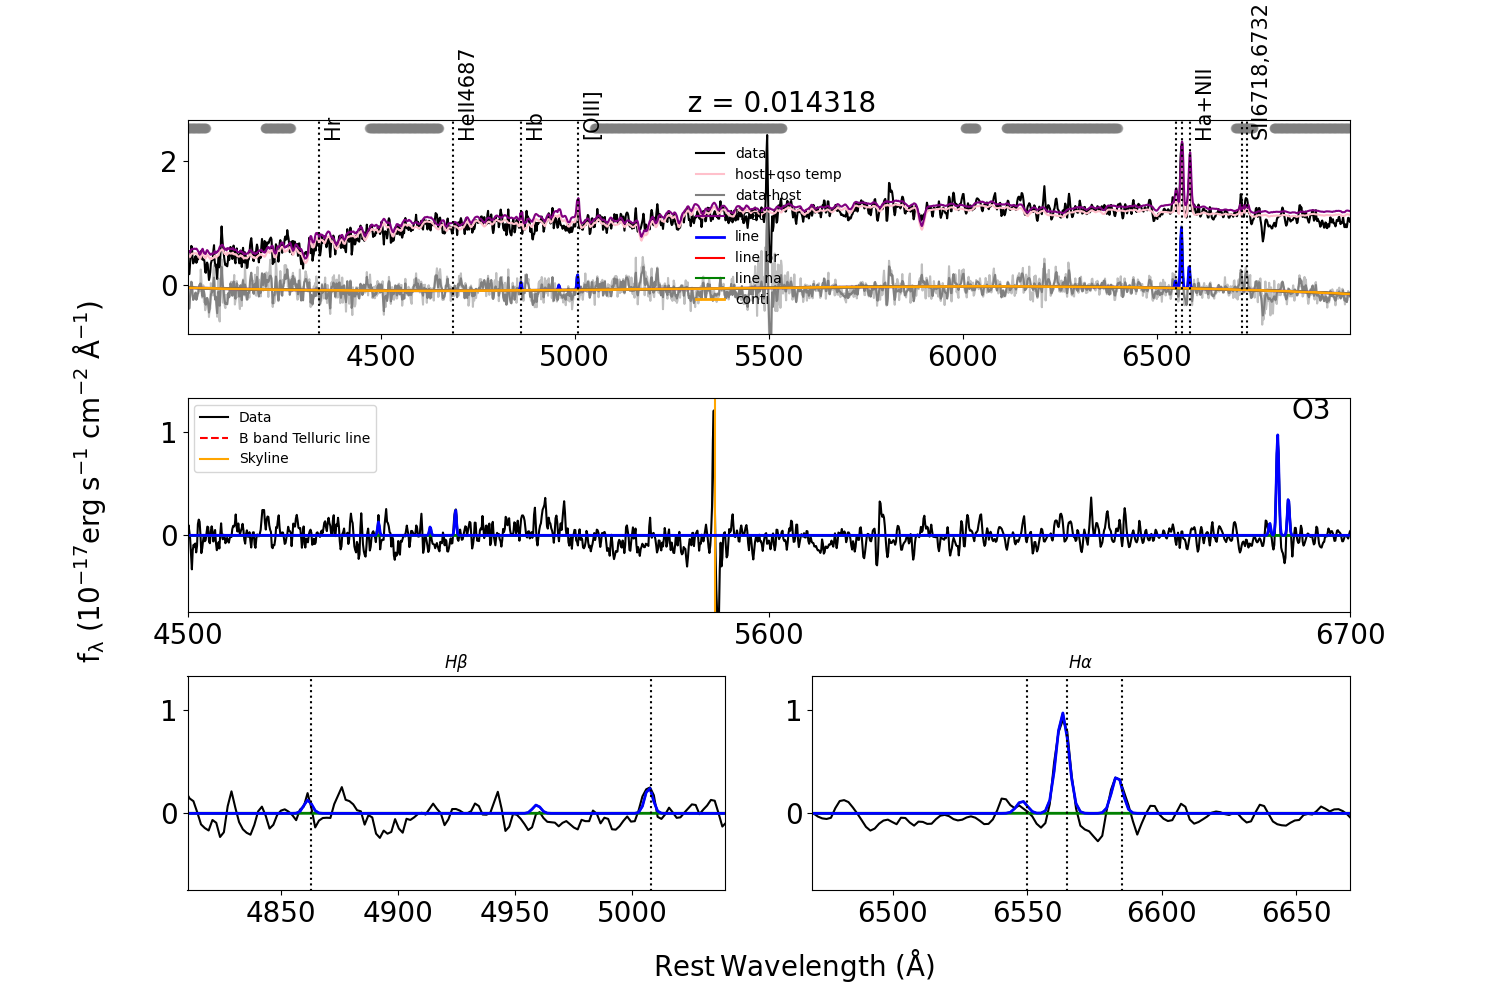 z = 0.014318
Hr
HeII4687
Hb
[OIII]
Ha+NII
SII6718,6732
data
host+qso temp
data-host
line
line br
line na
conti
2
0
4500
5000
5500
6000
6500
O3
Data
B band Telluric line
Skyline
1
0
4500
5600
6700
fλ (10⁻¹⁷erg s⁻¹ cm⁻² Å⁻¹)
Hβ
1
0
4850
4900
4950
5000
Hα
1
0
6500
6550
6600
6650
Rest Wavelength (Å)